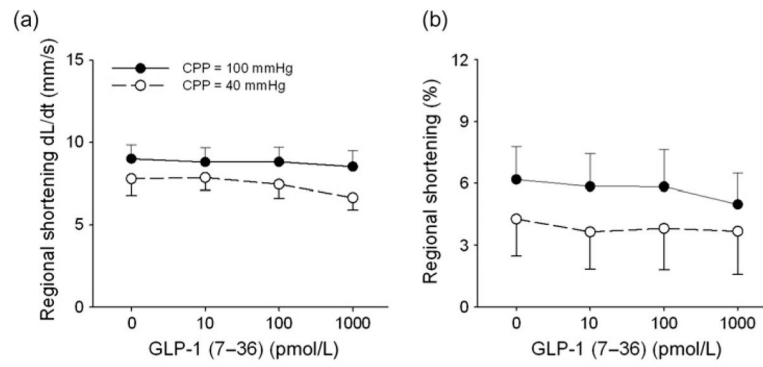 (a)
Regional shortening dL/dt (mm/s)
15
10
5
0
CPP = 100 mmHg
CPP = 40 mmHg
0 10 100 1000
GLP-1 (7–36) (pmol/L)
(b)
Regional shortening (%)
12
9
6
3
0
0 10 100 1000
GLP-1 (7–36) (pmol/L)